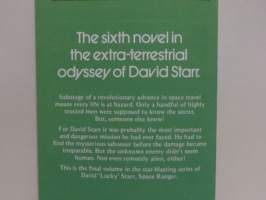 The sixth novel in
the extra-terrestrial
odyssey of David Starr.
Sabotage of a revolutionary advance in space travel
means every life is at hazard. Only a handful of highly
trusted men were supposed to know the secret.
But, someone else knew!
For David Starr it was probably the most important
and dangerous mission he had ever faced. He had to
find the mysterious saboteur before the damage became
irreparable. But the unknown enemy didn't seem
human. Not even remotely alien, either!
This is the final volume in the star-blasting series of
David 'Lucky' Starr, Space Ranger.